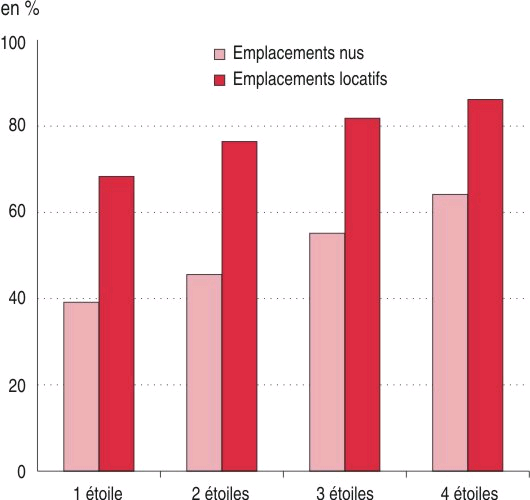 en %
100
Emplacements nus
Emplacements locatifs
80
60
40
20
0
1 étoile 2 étoiles 3 étoiles 4 étoiles